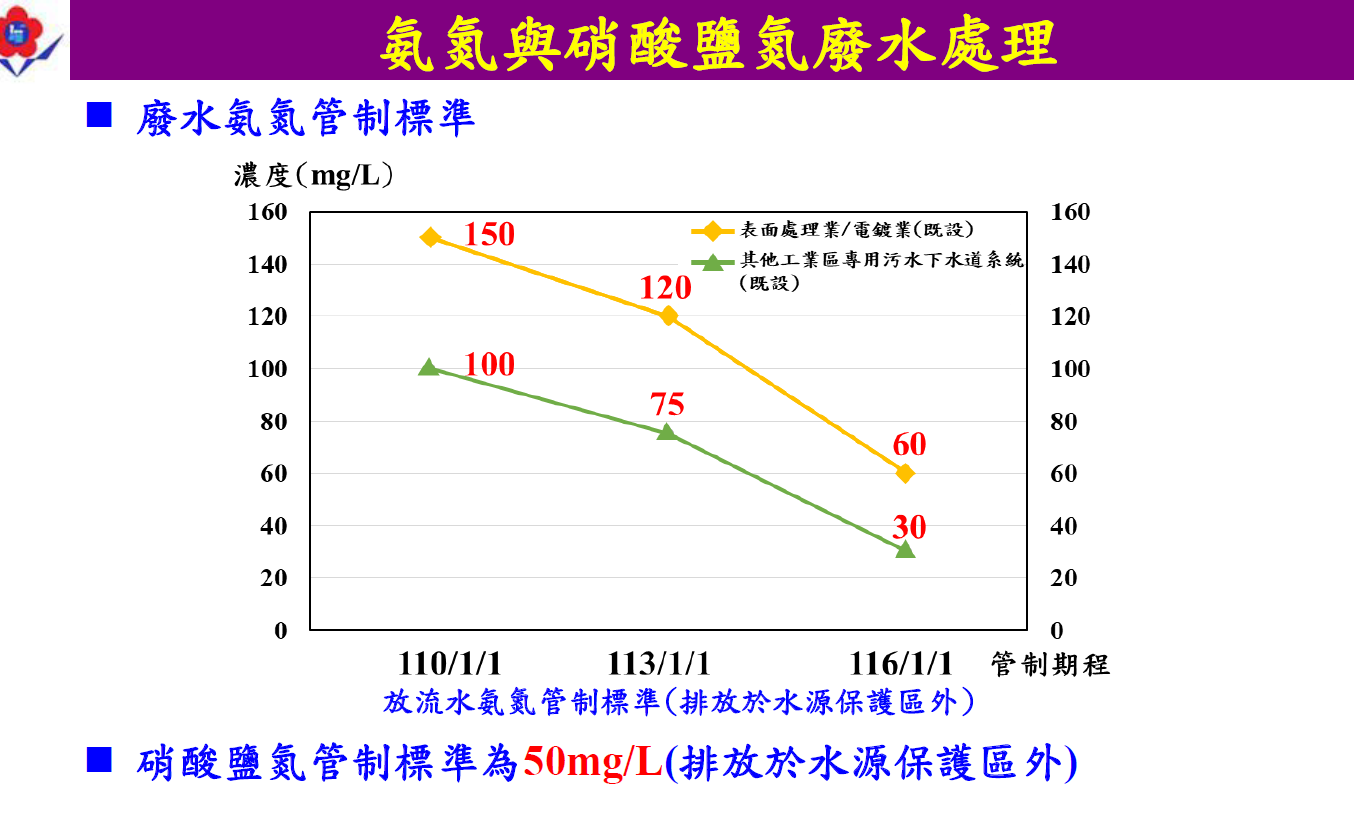 氨氮與硝酸鹽氮廢水處理
■ 廢水氨氮管制標準
濃度(mg/L)
160
140
120
100
80
60
40
20
0
160
140
120
100
80
60
40
20
0
表面處理業/電鍍業(既設)
其他工業區專用污水下水道系統
(既設)
150
120
60
100
75
30
110/1/1 113/1/1 116/1/1 管制期程
放流水氨氮管制標準(排放於水源保護區外)
■ 硝酸鹽氮管制標準為50mg/L(排放於水源保護區外)